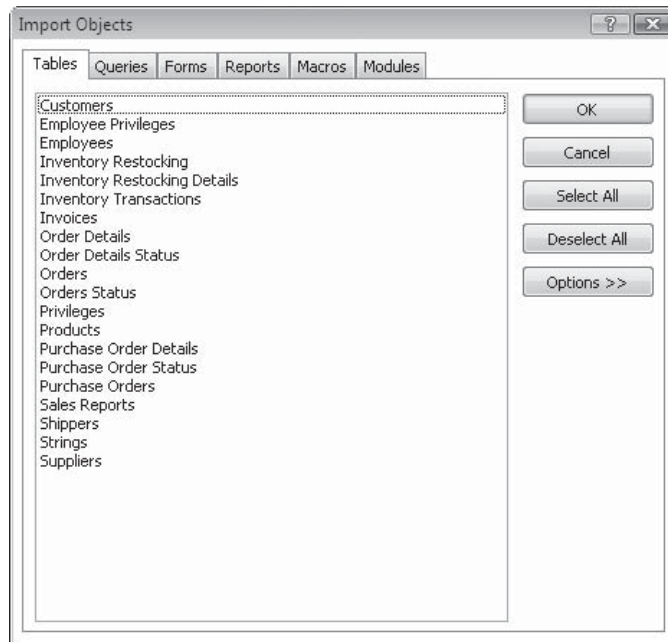 Import Objects
Tables Queries Forms Reports Macros Modules
Customers
Employee Privileges
Employees
Inventory Restocking
Inventory Restocking Details
Inventory Transactions
Invoices
Order Details
Order Details Status
Orders
Orders Status
Privileges
Products
Purchase Order Details
Purchase Order Status
Purchase Orders
Sales Reports
Shippers
Strings
Suppliers
OK
Cancel
Select All
Deselect All
Options >>